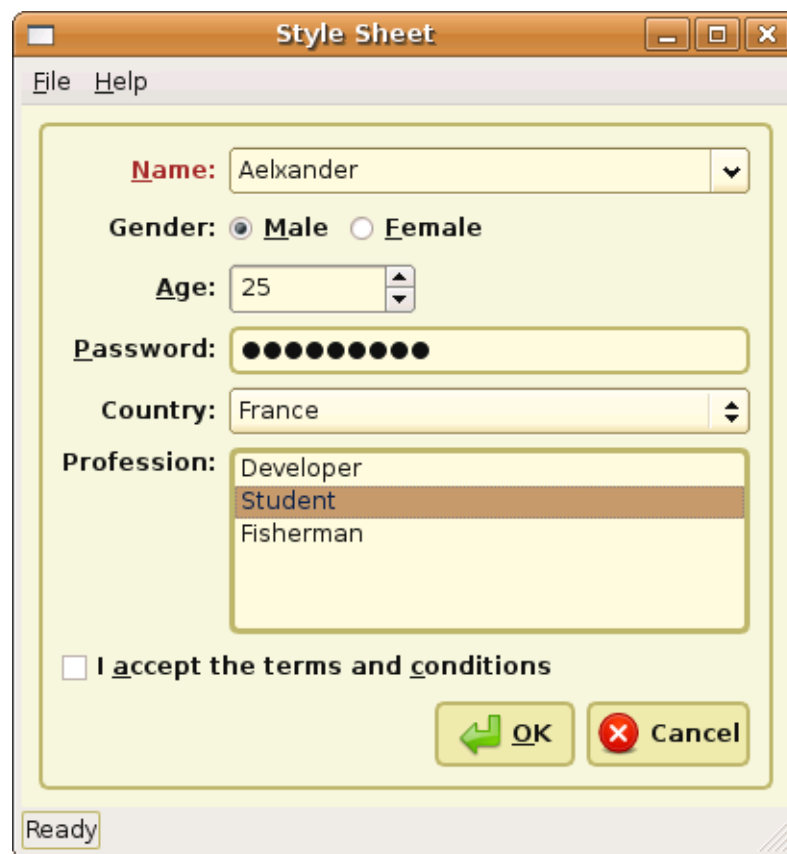 Style Sheet
File Help
Name: Aelxander
Gender: Male Female
Age: 25
Password: ●●●●●●●●●
Country: France
Profession: Developer
Student
Fisherman
I accept the terms and conditions
OK Cancel
Ready